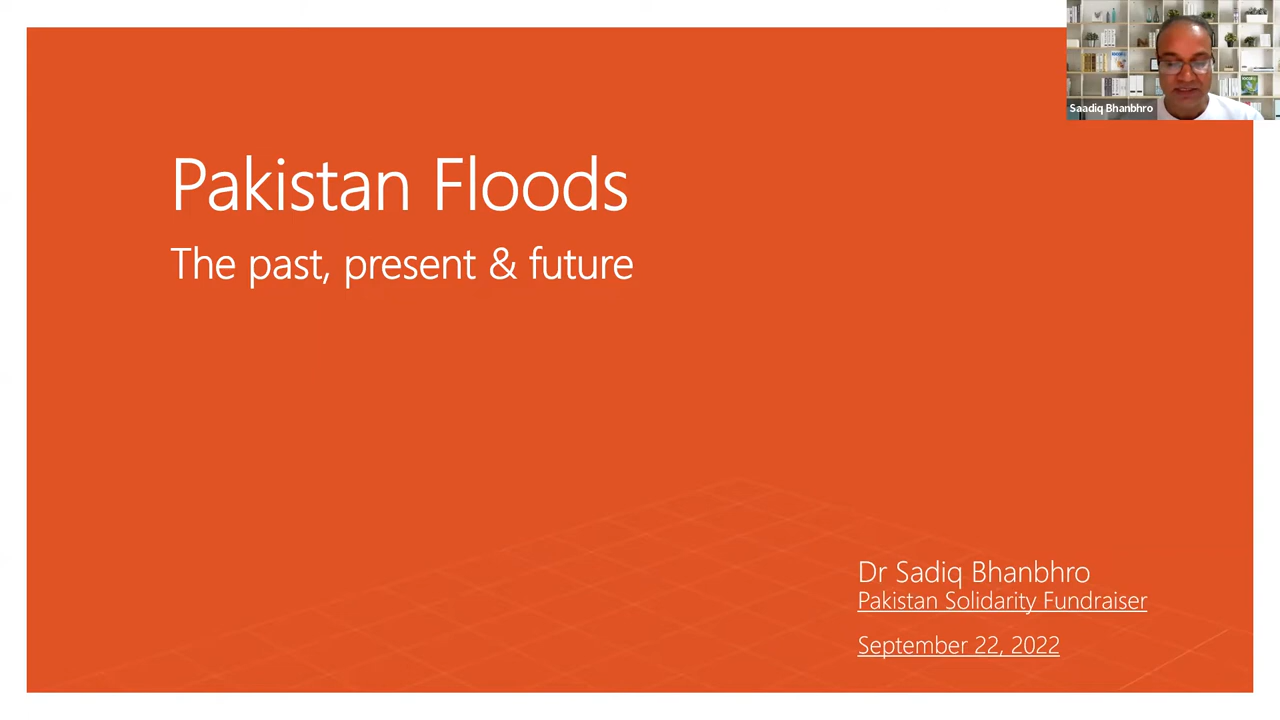 Pakistan Floods
The past, present & future
Saadiq Bhanbhro
Dr Sadiq Bhanbhro
Pakistan Solidarity Fundraiser
September 22, 2022